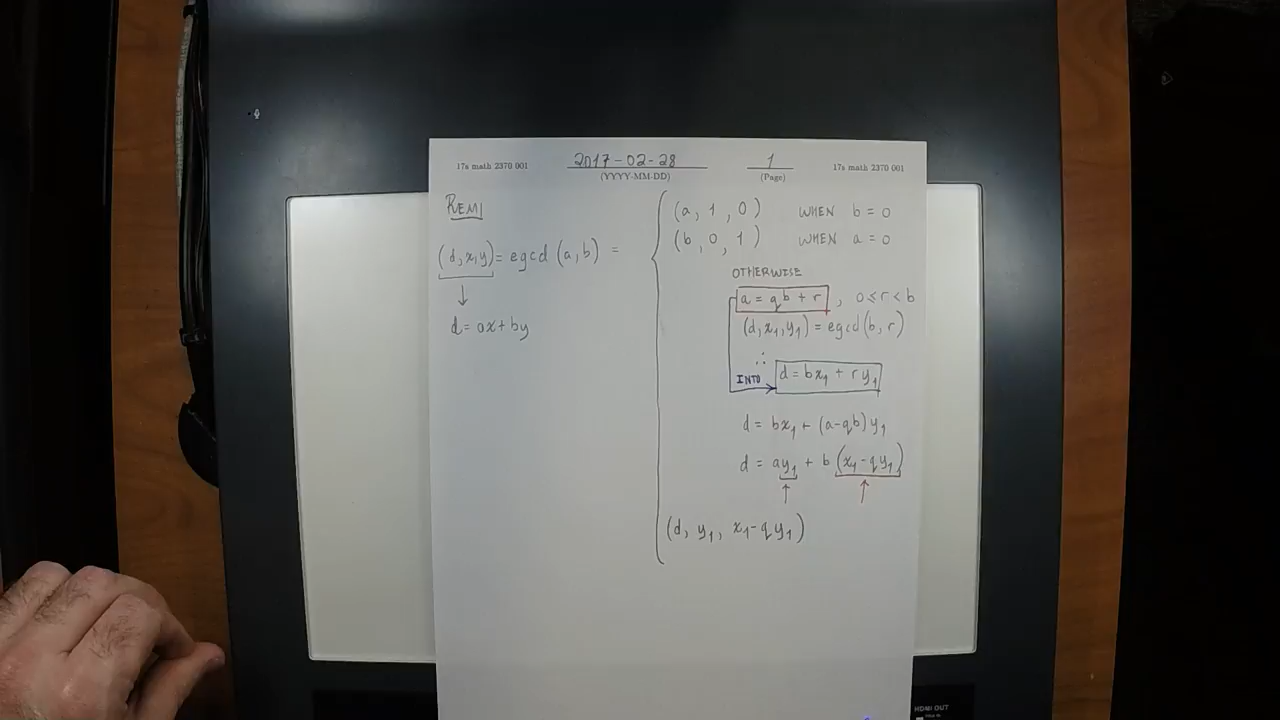 17s math 2370 001 2017-02-28 1 17s math 2370 001
(YYYY-MM-DD) (Page)
REMI
(d,x,y) = egcd (a,b) =
↓
d = ax + by
(a, 1, 0) WHEN b = 0
(b, 0, 1) WHEN a = 0
OTHERWISE
a = qb + r , 0 ≤ r < b
(d, x₁, y₁) = egcd (b, r)
∴
INTO d = bx₁ + ry₁
d = bx₁ + (a-qb) y₁
d = ay₁ + b (x₁ - qy₁)
↑ ↑
(d, y₁, x₁ - qy₁)
HDMI OUT